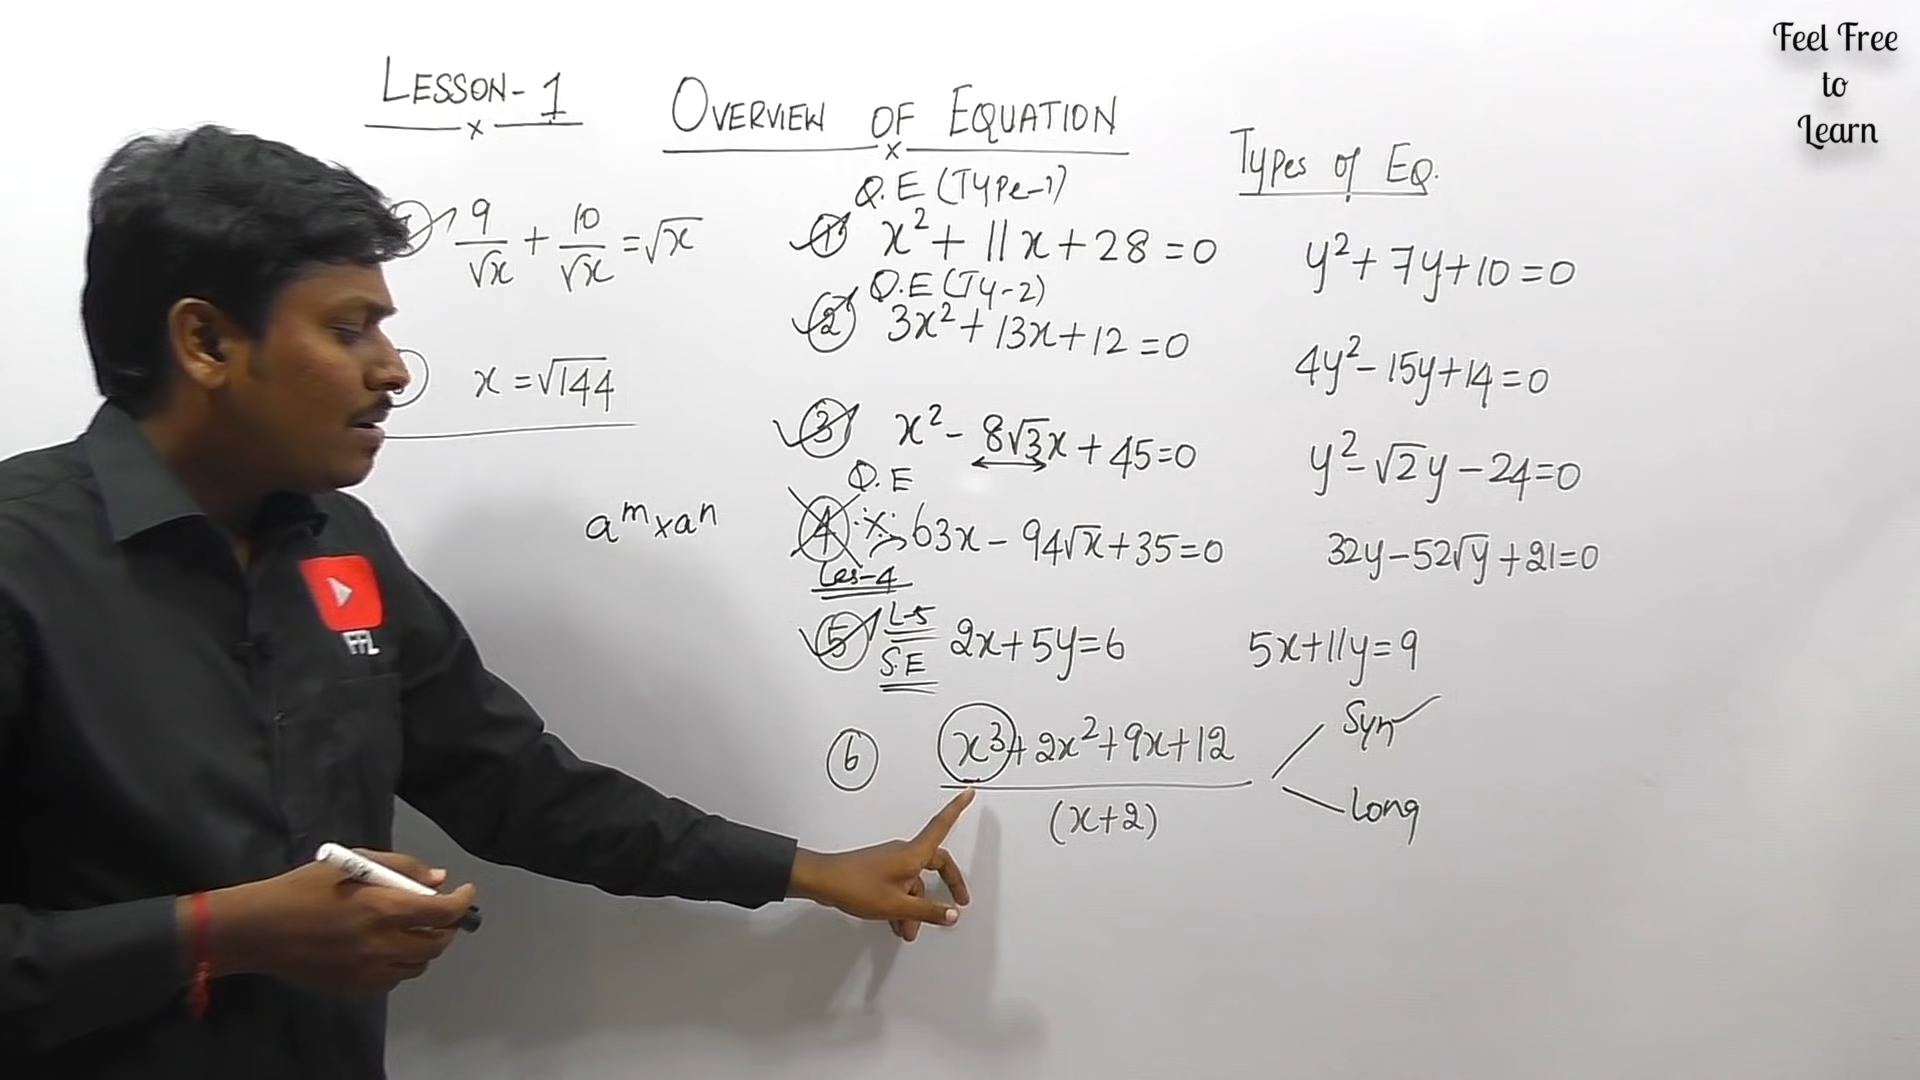 Feel Free
to
Learn
LESSON-1
OVERVIEW OF EQUATION
Types of EQ.
9/√x + 10/√x = √x
x = √144
aᵐ x aⁿ
Q.E (Type-1)
① x² + 11x + 28 = 0
y² + 7y + 10 = 0
Q.E (Ty-2)
② 3x² + 13x + 12 = 0
4y² - 15y + 14 = 0
③ x² - 8√3x + 45 = 0
y² - √2y - 24 = 0
Q.E
④ 63x - 94√x + 35 = 0
32y - 52√y + 21 = 0
Les-4
⑤ L-5
S.E
2x + 5y = 6
5x + 11y = 9
⑥ x³ + 2x² + 9x + 12
(x+2)
Syn
Long
FFL